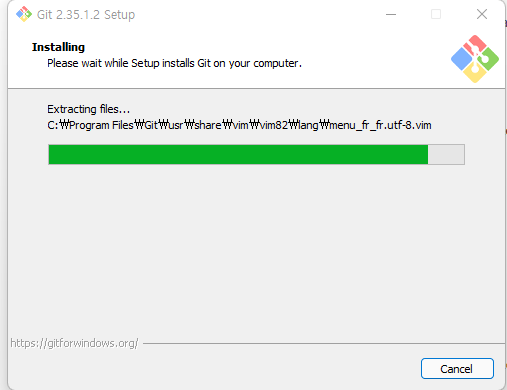 Git 2.35.1.2 Setup
Installing
Please wait while Setup installs Git on your computer.
Extracting files...
C:₩Program Files₩Git₩usr₩share₩vim₩vim82₩lang₩menu_fr_fr.utf-8.vim
https://gitforwindows.org/
Cancel